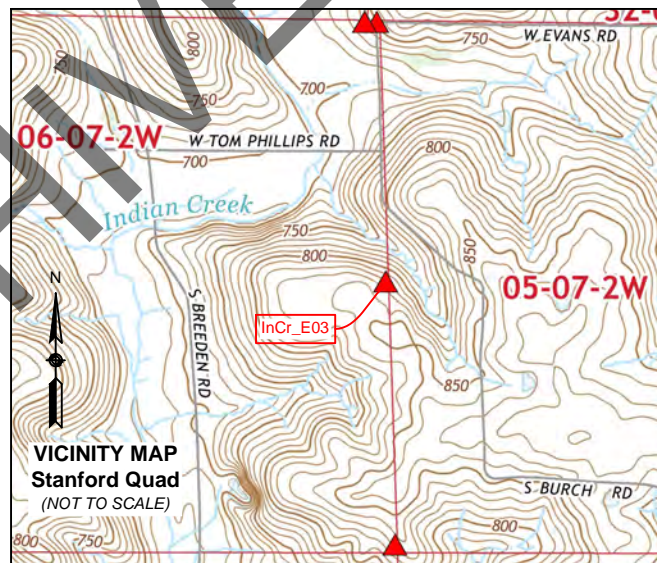 750
800
750
W EVANS RD
750
700
06-07-2W
W TOM PHILLIPS RD
700
800
Indian Creek
750
800
850
05-07-2W
N
InCr_E03
S BREEDEN RD
850
VICINITY MAP
Stanford Quad
(NOT TO SCALE)
S BURCH RD
800
800
750